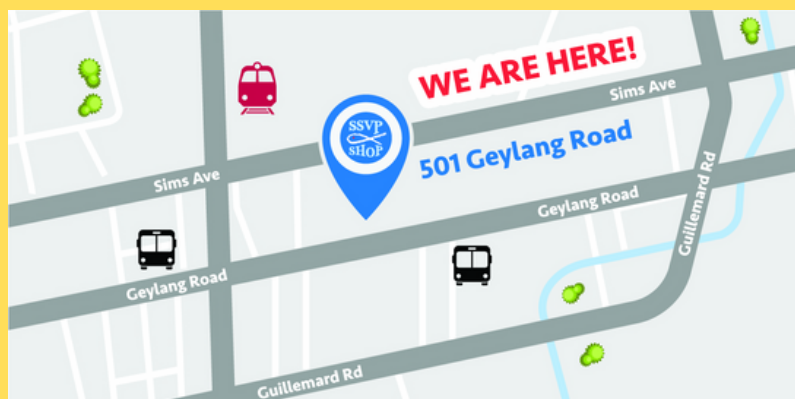 WE ARE HERE!
Sims Ave
SSVP
SHOP
501 Geylang Road
Sims Ave
Geylang Road
Guillemard Rd
Geylang Road
Guillemard Rd